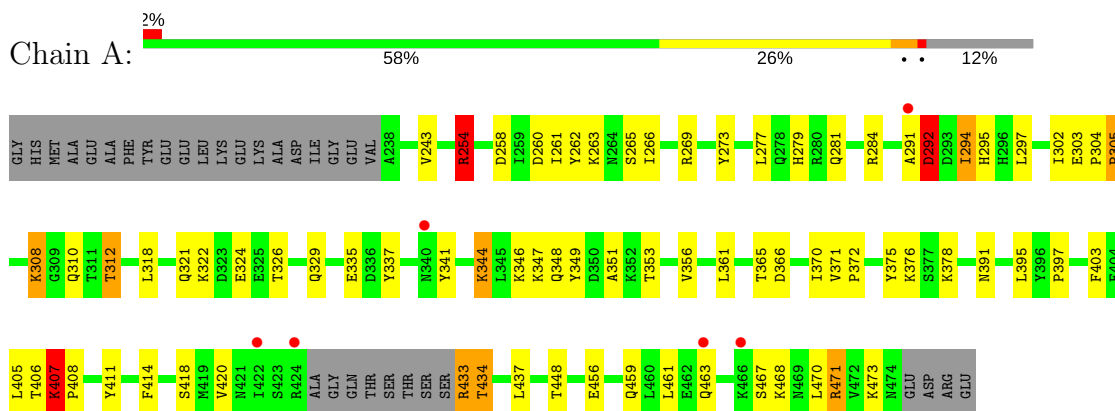 2%
Chain A:
58% 26% • • 12%
GLY HIS MET ALA GLU ALA PHE TYR GLU GLU LEU LYS GLU LYS ALA ASP ILE GLY GLU VAL A238 V243 R254 D258 I259 D260 I261 Y262 K263 N264 S265 I266 R269 Y273 L277 Q278 H279 R280 Q281 R284 A291 D292 D293 I294 H295 H296 L297 I302 E303 P304
K308 G309 Q310 T311 T312 L318 Q321 K322 D323 E324 E325 T326 Q329 E335 D336 Y337 N340 Y341 K344 L345 K346 K347 Q348 Y349 D350 A351 K352 T353 V356 L361 T365 D366 I370 V371 P372 Y375 K376 S377 K378 N391 L395 Y396 P397 F403
L405 T406 K407 P408 Y411 F414 S418 M419 V420 N421 I422 S423 R424 ALA GLY GLN THR SER THR SER SER R433 T434 L437 T448 E456 Q459 L460 L461 E462 Q463 K466 S467 K468 N469 L470 R471 V472 K473 N474 GLU ASP ARG GLU